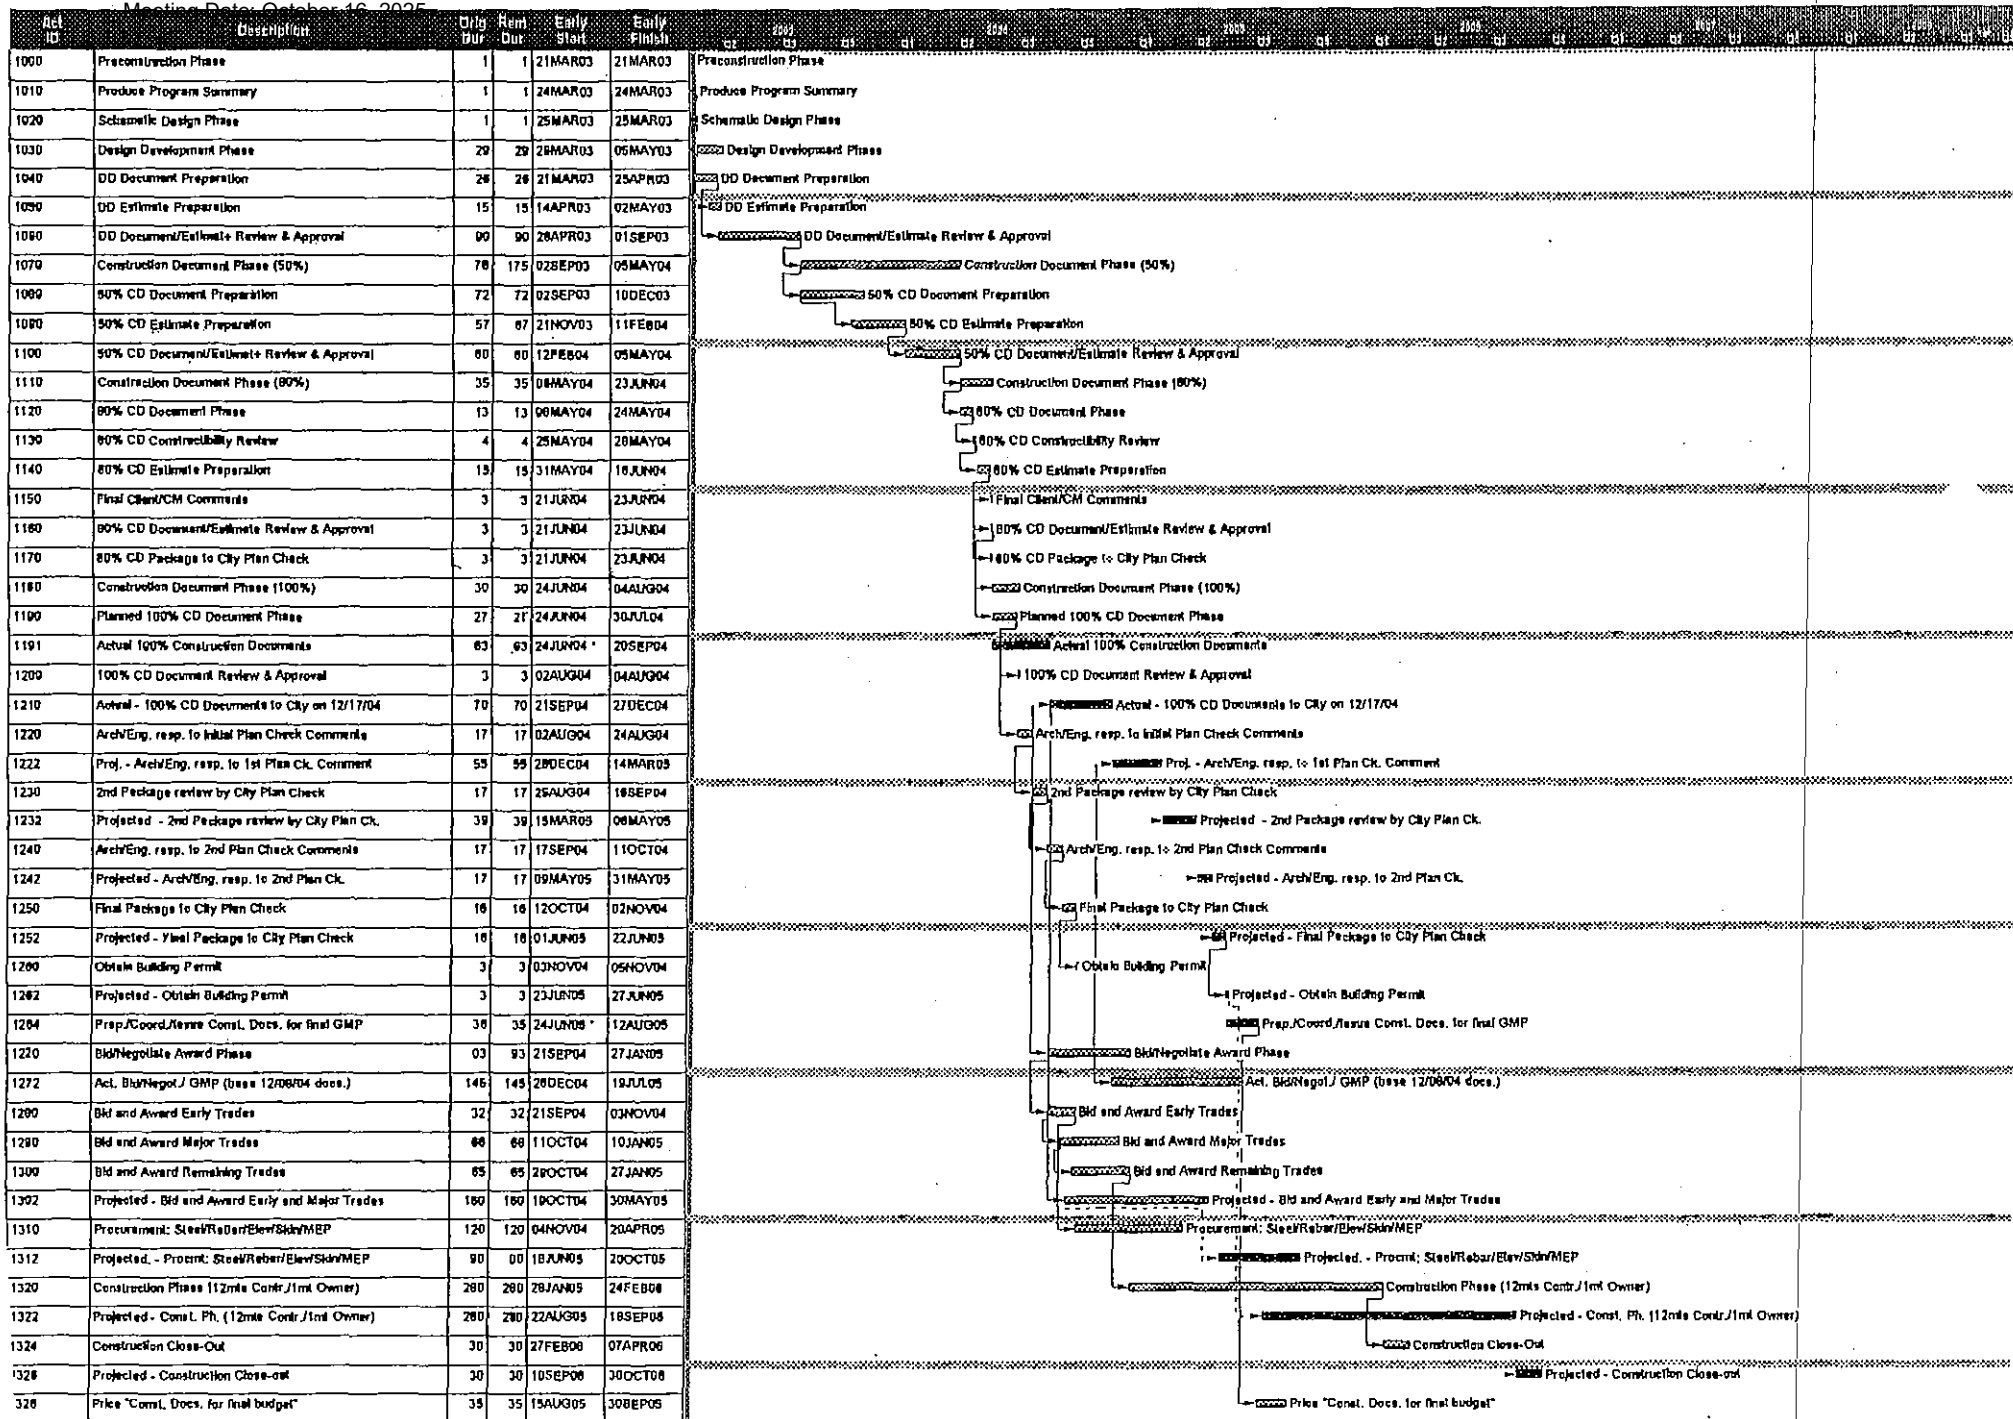 Meeting Date: October 16, 2025
Act ID Description Orig Dur Rem Dur Early Start Early Finish
1000 Preconstruction Phase 1 1 21MAR03 21MAR03 Preconstruction Phase
1010 Produce Program Summary 1 1 24MAR03 24MAR03 Produce Program Summary
1020 Schematic Design Phase 1 1 25MAR03 25MAR03 Schematic Design Phase
1030 Design Development Phase 29 29 05MAY03 Design Development Phase
1040 DD Document Preparation 26 26 21MAR03 25APR03 DD Document Preparation
1050 DD Estimate Preparation 15 15 14APR03 02MAY03 DD Estimate Preparation
DD Document/Estimate Review & Approval 90 90 28APR03 01SEP03 DD Document/Estimate Review & Approval
1070 Construction Document Phase (50%) 175 02SEP03 05MAY04 Construction Document Phase (50%)
50% CD Document Preparation 72 72 02SEP03 10DEC03 50% CD Document Preparation
50% CD Estimate Preparation 57 21NOV03 11FEB04 50% CD Estimate Preparation
1100 50% CD Document/Estimate Review & Approval 60 60 12FEB04 05MAY04 50% CD Document/Estimate Review & Approval
1110 Construction Document Phase (80%) 35 35 06MAY04 23JUN04 Construction Document Phase (80%)
1120 80% CD Document Phase 13 13 06MAY04 24MAY04 80% CD Document Phase
1130 80% CD Constructibility Review 4 4 25MAY04 28MAY04 80% CD Constructibility Review
1140 80% CD Estimate Preparation 15 15 31MAY04 80% CD Estimate Preparation
1150 Final Client/CM Comments 3 3 21JUN04 23JUN04 Final Client/CM Comments
1160 80% CD Document/Estimate Review & Approval 3 3 21JUN04 23JUN04 80% CD Document/Estimate Review & Approval
1170 80% CD Package to City Plan Check 3 3 21JUN04 23JUN04 80% CD Package to City Plan Check
1180 Construction Document Phase (100%) 30 30 24JUN04 04AUG04 Construction Document Phase (100%)
1190 Planned 100% CD Document Phase 27 27 24JUN04 30JUL04 Planned 100% CD Document Phase
1191 Actual 100% Construction Documents 63 63 24JUN04 * 20SEP04 Actual 100% Construction Documents
1200 100% CD Document Review & Approval 3 3 02AUG04 04AUG04 100% CD Document Review & Approval
1210 Actual - 100% CD Documents to City on 12/17/04 70 70 21SEP04 27DEC04 Actual - 100% CD Documents to City on 12/17/04
1220 Arch/Eng. resp. to Initial Plan Check Comments 17 17 02AUG04 24AUG04 Arch/Eng. resp. to Initial Plan Check Comments
1222 Proj. - Arch/Eng. resp. to 1st Plan Ck. Comment 55 55 28DEC04 14MAR05 Proj. - Arch/Eng. resp. to 1st Plan Ck. Comment
1230 2nd Package review by City Plan Check 17 17 25AUG04 16SEP04 2nd Package review by City Plan Check
1232 Projected - 2nd Package review by City Plan Ck. 39 39 15MAR05 06MAY05 Projected - 2nd Package review by City Plan Ck.
1240 Arch/Eng. resp. to 2nd Plan Check Comments 17 17 17SEP04 11OCT04 Arch/Eng. resp. to 2nd Plan Check Comments
1242 Projected - Arch/Eng. resp. to 2nd Plan Ck. 17 17 09MAY05 31MAY05 Projected - Arch/Eng. resp. to 2nd Plan Ck.
1250 Final Package to City Plan Check 16 16 12OCT04 02NOV04 Final Package to City Plan Check
1252 Projected - Final Package to City Plan Check 16 16 01JUN05 22JUN05 Projected - Final Package to City Plan Check
1260 Obtain Building Permit 3 3 03NOV04 05NOV04 Obtain Building Permit
1262 Projected - Obtain Building Permit 3 3 23JUN05 27JUN05 Projected - Obtain Building Permit
1264 Prep./Coord./Issue Const. Docs. for final GMP 35 24JUN05 * 12AUG05 Prep./Coord./Issue Const. Docs. for final GMP
Bid/Negotiate Award Phase 93 93 21SEP04 27JAN05 Bid/Negotiate Award Phase
1272 Act. Bid/Negot./ GMP (base 12/08/04 docs.) 145 145 28DEC04 19JUL05 Act. Bid/Negot./ GMP (base 12/08/04 docs.)
1280 Bid and Award Early Trades 32 32 21SEP04 03NOV04 Bid and Award Early Trades
1290 Bid and Award Major Trades 66 66 11OCT04 10JAN05 Bid and Award Major Trades
1300 Bid and Award Remaining Trades 65 65 27JAN05 Bid and Award Remaining Trades
1302 Projected - Bid and Award Early and Major Trades 160 160 19OCT04 30MAY05 Projected - Bid and Award Early and Major Trades
1310 Procurement: Steel/Rebar/Elev/Skin/MEP 120 120 04NOV04 20APR05 Procurement: Steel/Rebar/Elev/Skin/MEP
1312 Projected. - Procmt: Steel/Rebar/Elev/Skin/MEP 90 90 20OCT05 Projected. - Procmt: Steel/Rebar/Elev/Skin/MEP
1320 Construction Phase (12mts Contr./1mt Owner) 280 280 28JAN05 24FEB06 Construction Phase (12mts Contr./1mt Owner)
1322 Projected - Const. Ph. (12mts Contr./1mt Owner) 280 280 22AUG05 Projected - Const. Ph. (12mts Contr./1mt Owner)
1324 Construction Close-Out 30 30 27FEB06 07APR06 Construction Close-Out
1326 Projected - Construction Close-out 30 30 30OCT06 Projected - Construction Close-out
328 Price "Const. Docs. for final budget" 35 35 15AUG05 30SEP05 Price "Const. Docs. for final budget"